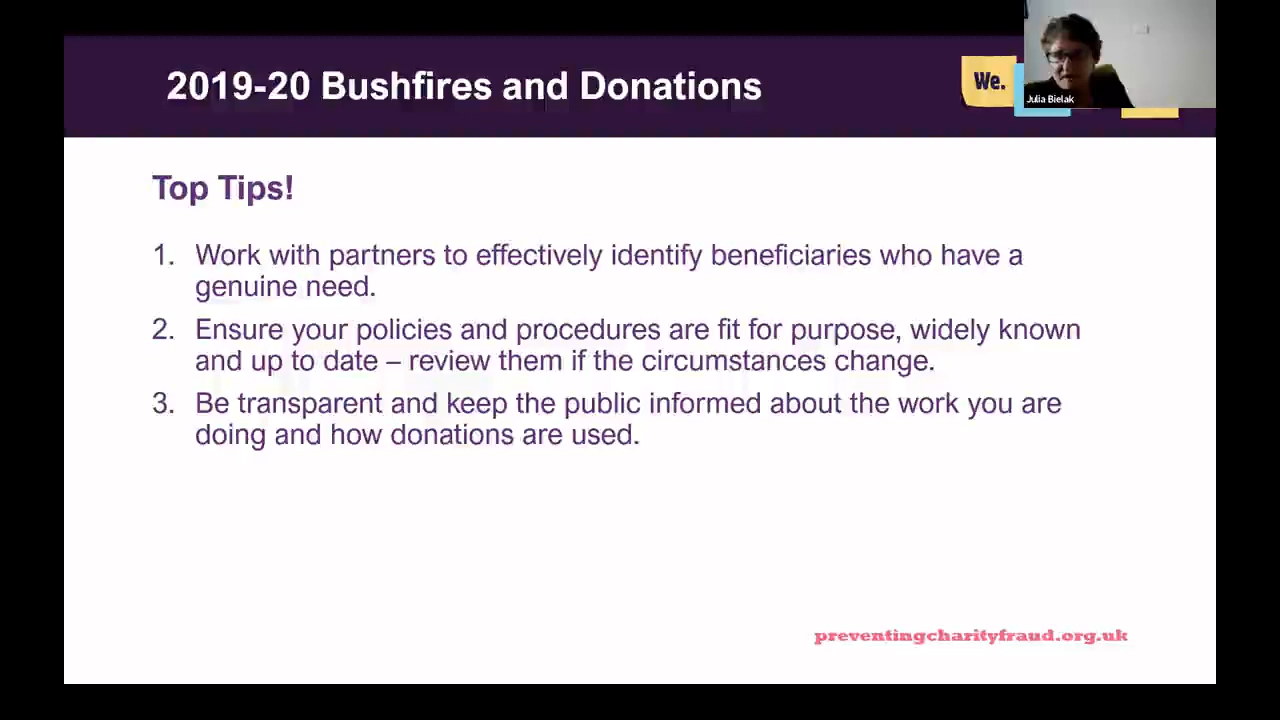 2019-20 Bushfires and Donations
We.
Julia Bielak
Top Tips!
1. Work with partners to effectively identify beneficiaries who have a
genuine need.
2. Ensure your policies and procedures are fit for purpose, widely known
and up to date – review them if the circumstances change.
3. Be transparent and keep the public informed about the work you are
doing and how donations are used.
preventingcharityfraud.org.uk